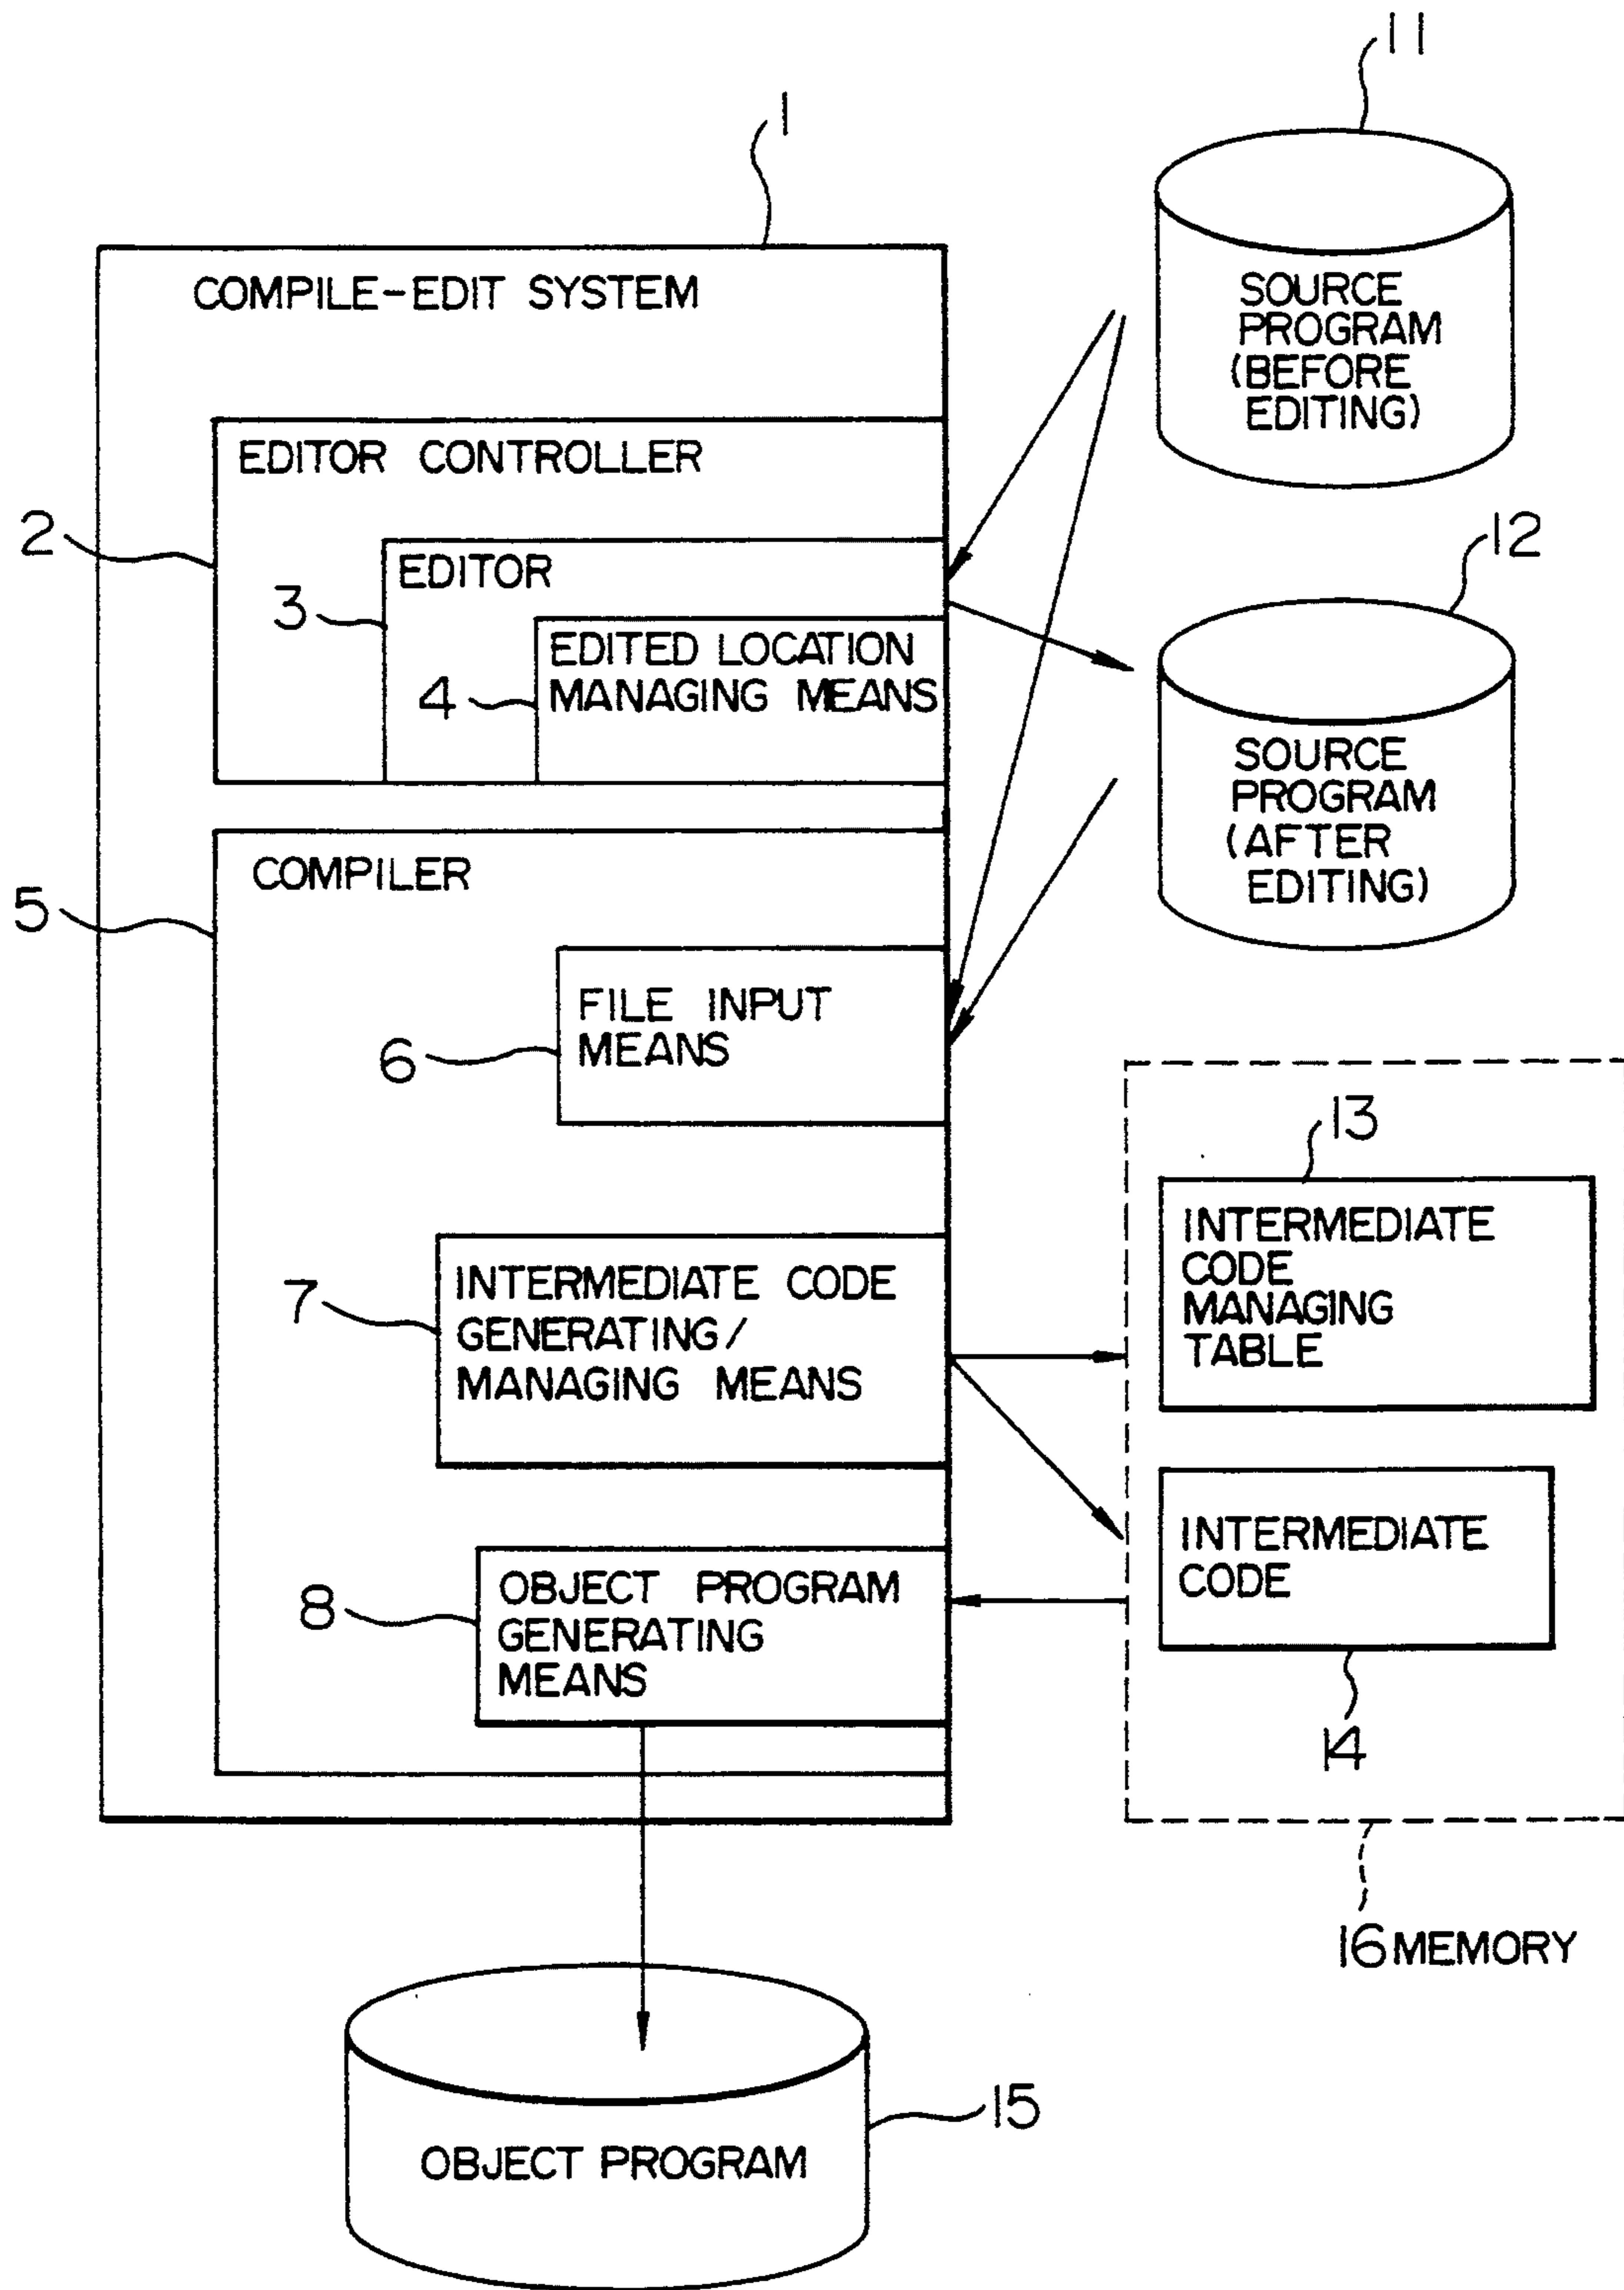 11
1
COMPILE-EDIT SYSTEM
SOURCE
PROGRAM
(BEFORE
EDITING)
EDITOR CONTROLLER
2
12
EDITOR
3
EDITED LOCATION
MANAGING MEANS
4
SOURCE
PROGRAM
(AFTER
EDITING)
COMPILER
5
FILE INPUT
MEANS
6
13
INTERMEDIATE
CODE
MANAGING
TABLE
INTERMEDIATE CODE
GENERATING/
MANAGING MEANS
7
INTERMEDIATE
CODE
OBJECT PROGRAM
GENERATING
MEANS
8
14
16 MEMORY
15
OBJECT PROGRAM